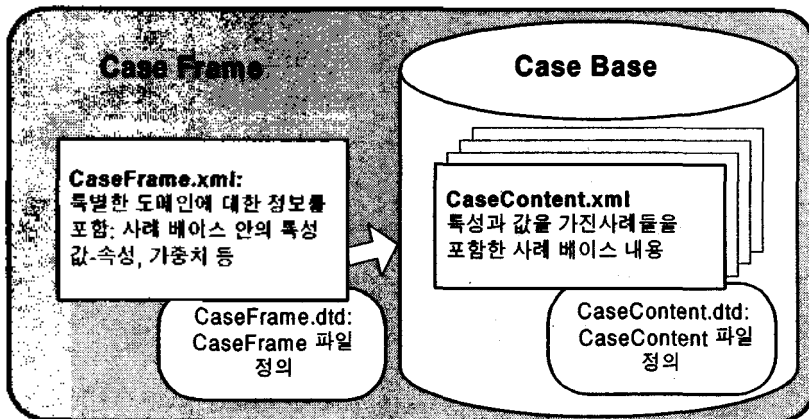 Case Frame
CaseFrame.xml:
특별한 도메인에 대한 정보를
포함: 사례 베이스 안의 특성
값-속성, 가중치 등
CaseFrame.dtd:
CaseFrame 파일
정의
Case Base
CaseContent.xml
특성과 값을 가진사례들을
포함한 사례 베이스 내용
CaseContent.dtd:
CaseContent 파일
정의